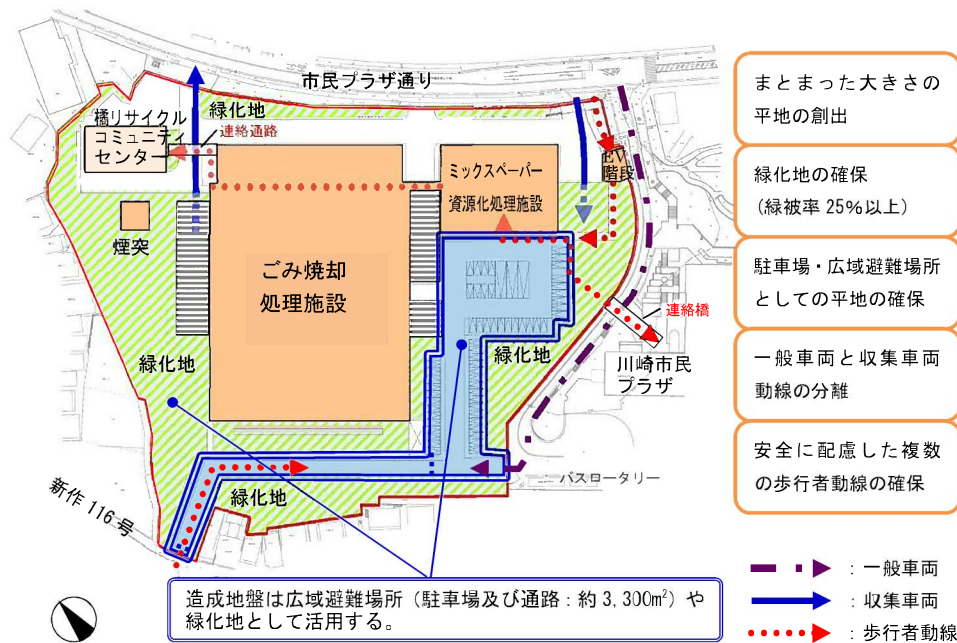 市民プラザ通り
緑化地
橘リサイクル
コミュニティ
センター
連絡通路
EV
階段
ミックスペーパー
資源化処理施設
煙突
ごみ焼却
処理施設
連絡橋
緑化地
緑化地
川崎市民
プラザ
バスロータリー
緑化地
新作 116 号
造成地盤は広域避難場所（駐車場及び通路：約 3,300m²）や
緑化地として活用する。
まとまった大きさの
平地の創出
緑化地の確保
(緑被率 25%以上)
駐車場・広域避難場所
としての平地の確保
一般車両と収集車両
動線の分離
安全に配慮した複数
の歩行者動線の確保
：一般車両
：収集車両
：歩行者動線